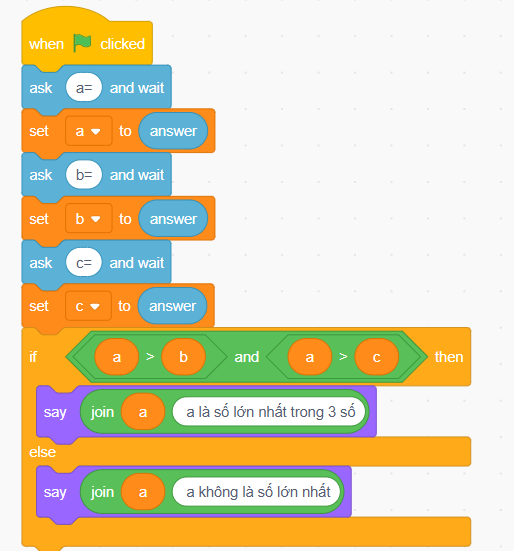 when clicked
ask a= and wait
set a to answer
ask b= and wait
set b to answer
ask c= and wait
set c to answer
if a > b and a > c then
say join a a là số lớn nhất trong 3 số
else
say join a a không là số lớn nhất